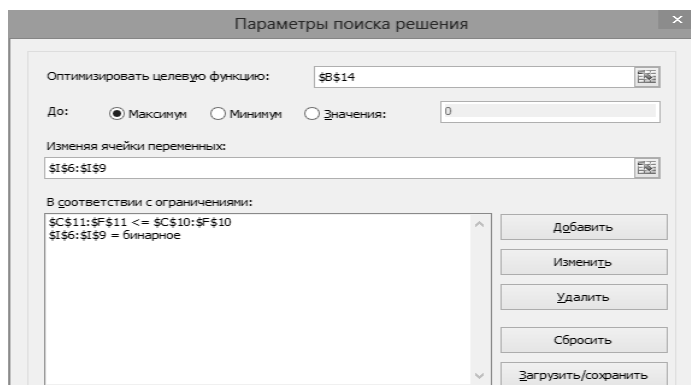 Параметры поиска решения
×
Оптимизировать целевую функцию: $B$14
До: Максимум Минимум Значения: 0
Изменяя ячейки переменных:
$I$6:$I$9
В соответствии с ограничениями:
$C$11:$F$11 <= $C$10:$F$10
$I$6:$I$9 = бинарное
Добавить
Изменить
Удалить
Сбросить
Загрузить/сохранить